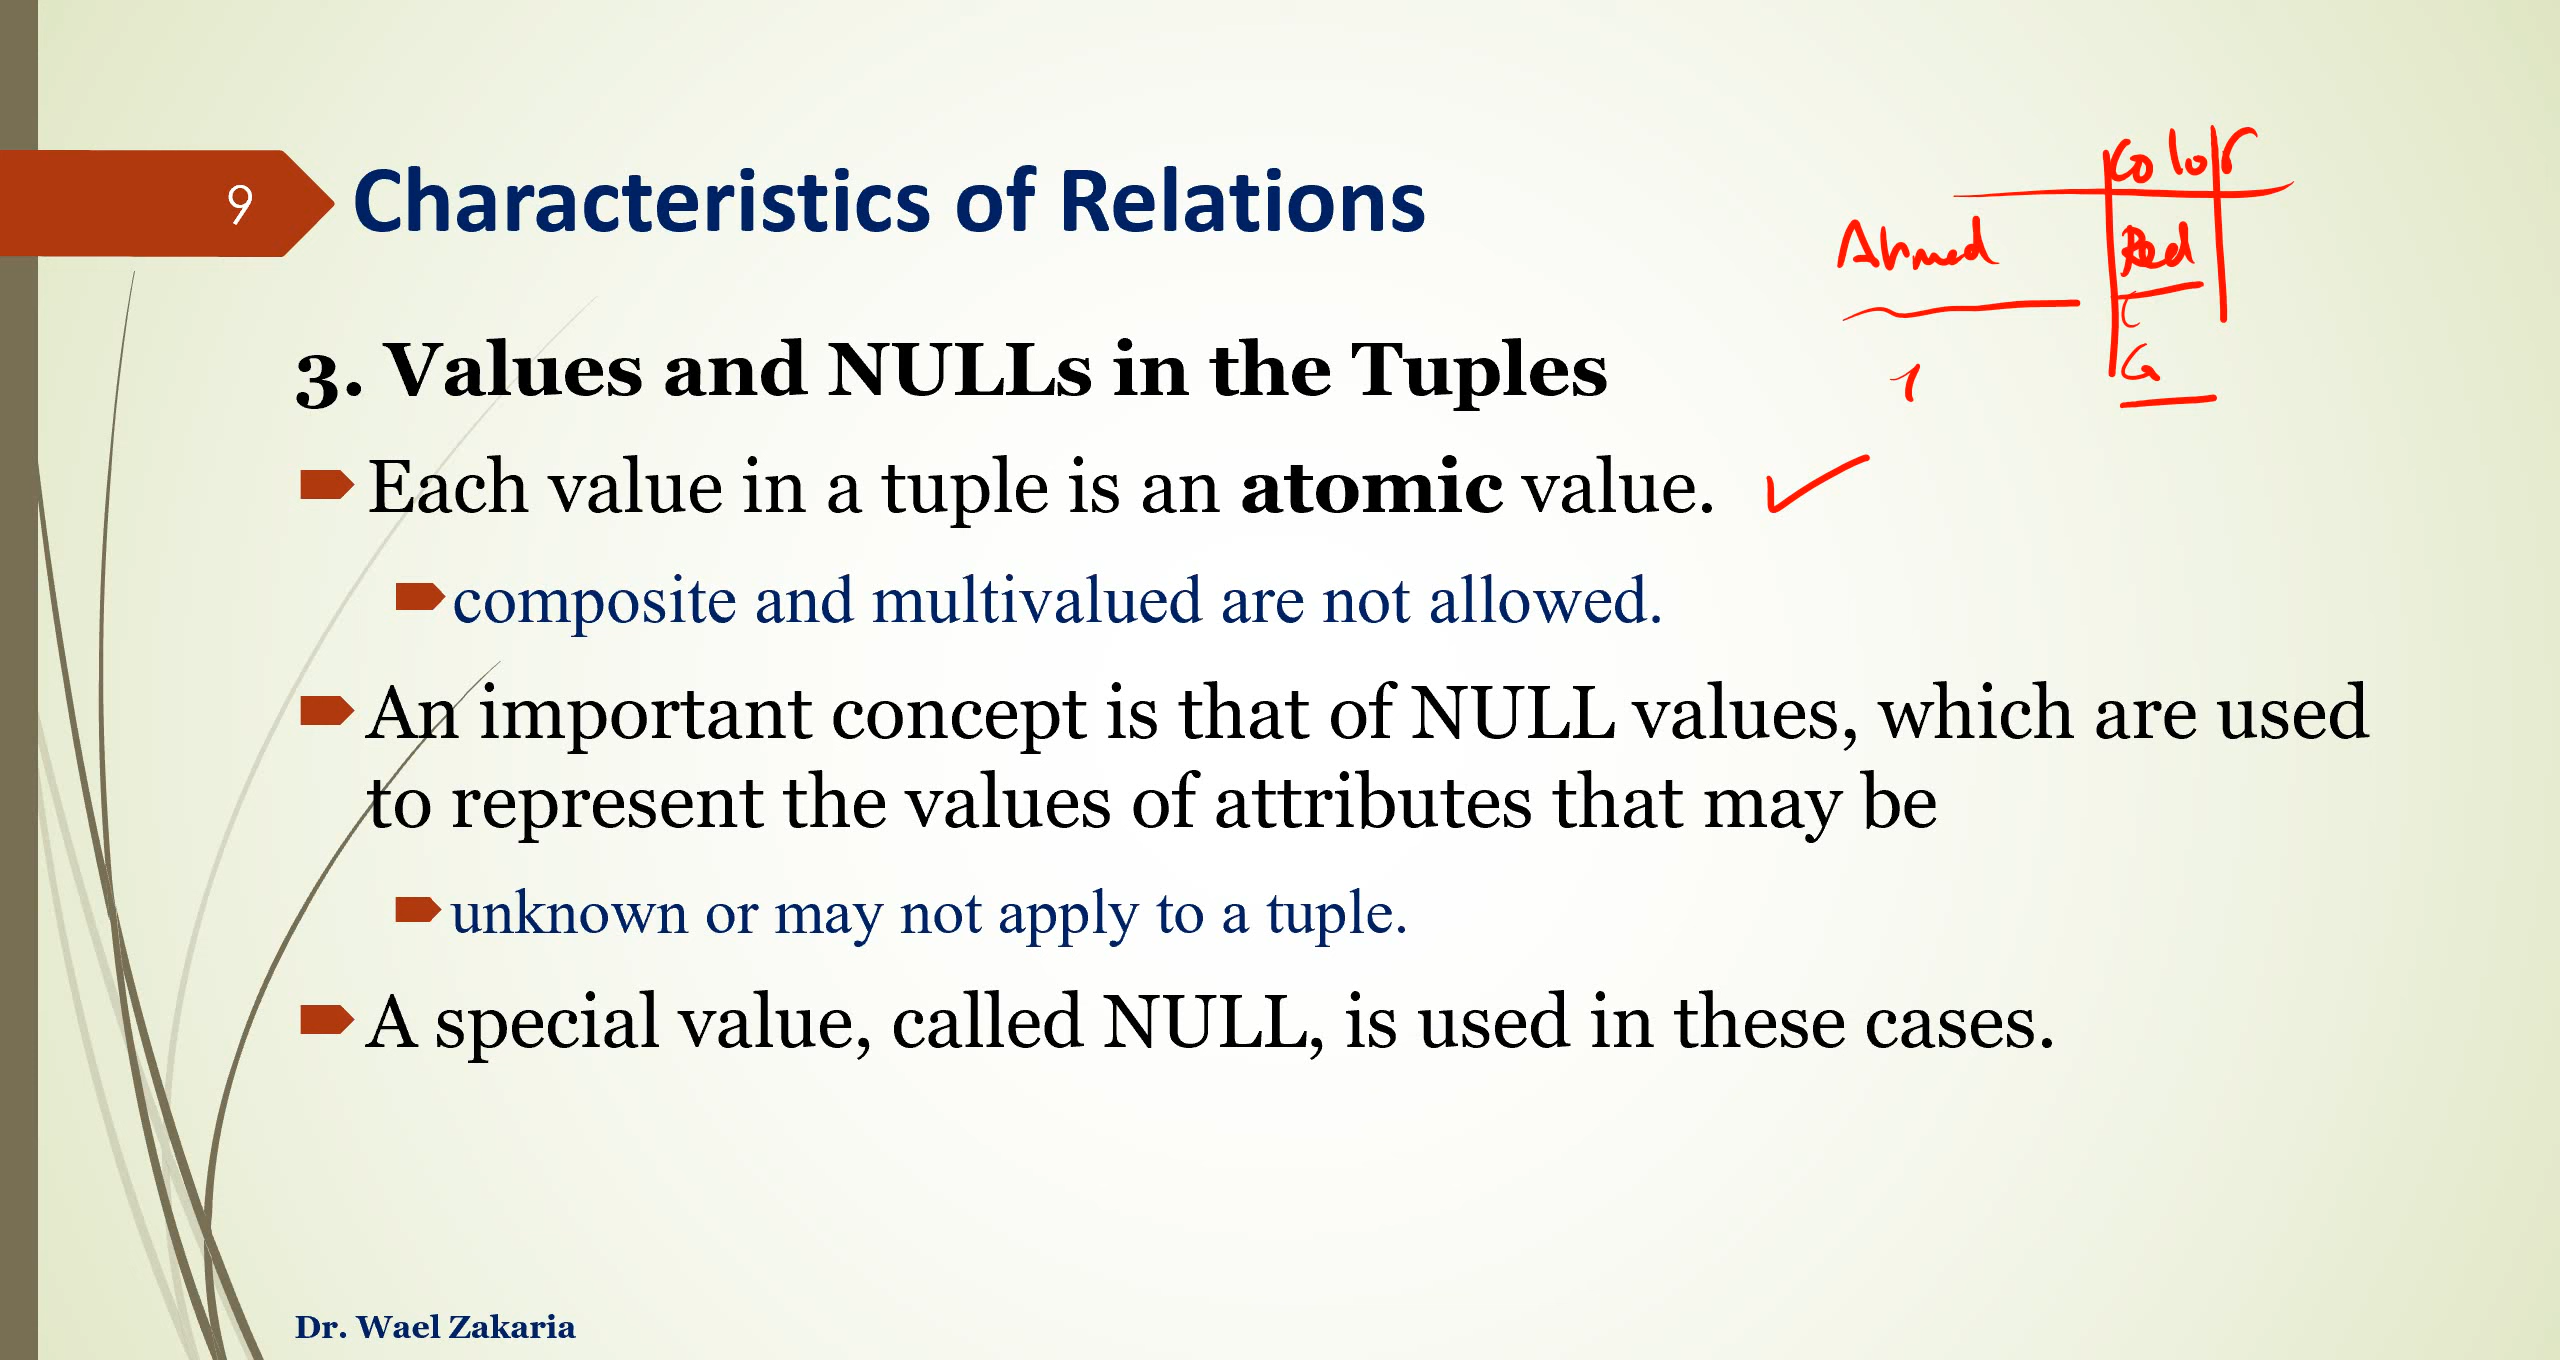 9
Characteristics of Relations
Color
Ahmed
Red
G
1
3. Values and NULLs in the Tuples
Each value in a tuple is an atomic value.
composite and multivalued are not allowed.
An important concept is that of NULL values, which are used
to represent the values of attributes that may be
unknown or may not apply to a tuple.
A special value, called NULL, is used in these cases.
Dr. Wael Zakaria